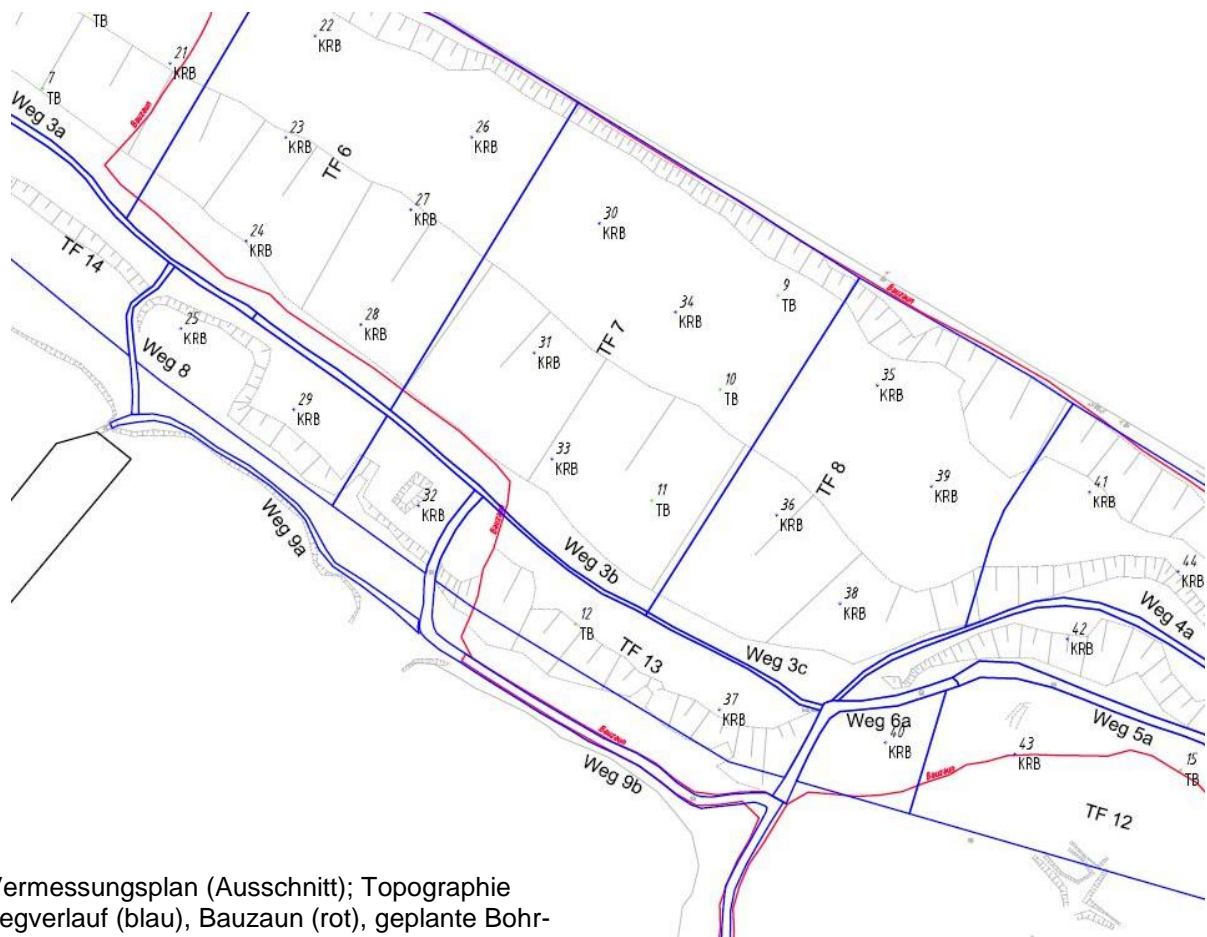 TB
22
KRB
21
KRB
7
TB
Weg 3a
Bauzaun
23
KRB
TF 6
26
KRB
27
KRB
24
KRB
30
KRB
TF 14
9
TB
Bauzaun
34
KRB
28
KRB
25
KRB
31
KRB
TF 7
Weg 8
35
KRB
10
TB
29
KRB
33
KRB
TF 8
39
KRB
41
KRB
11
TB
32
KRB
36
KRB
Bauzaun
Weg 9a
Weg 3b
44
KRB
38
KRB
Weg 4a
12
TB
42
KRB
TF 13
Weg 3c
37
KRB
Weg 6a
Weg 5a
40
KRB
43
KRB
Bauzaun
Bauzaun
15
TB
Weg 9b
TF 12
Vermessungsplan (Ausschnitt); Topographie
egverlauf (blau), Bauzaun (rot), geplante Bohr-